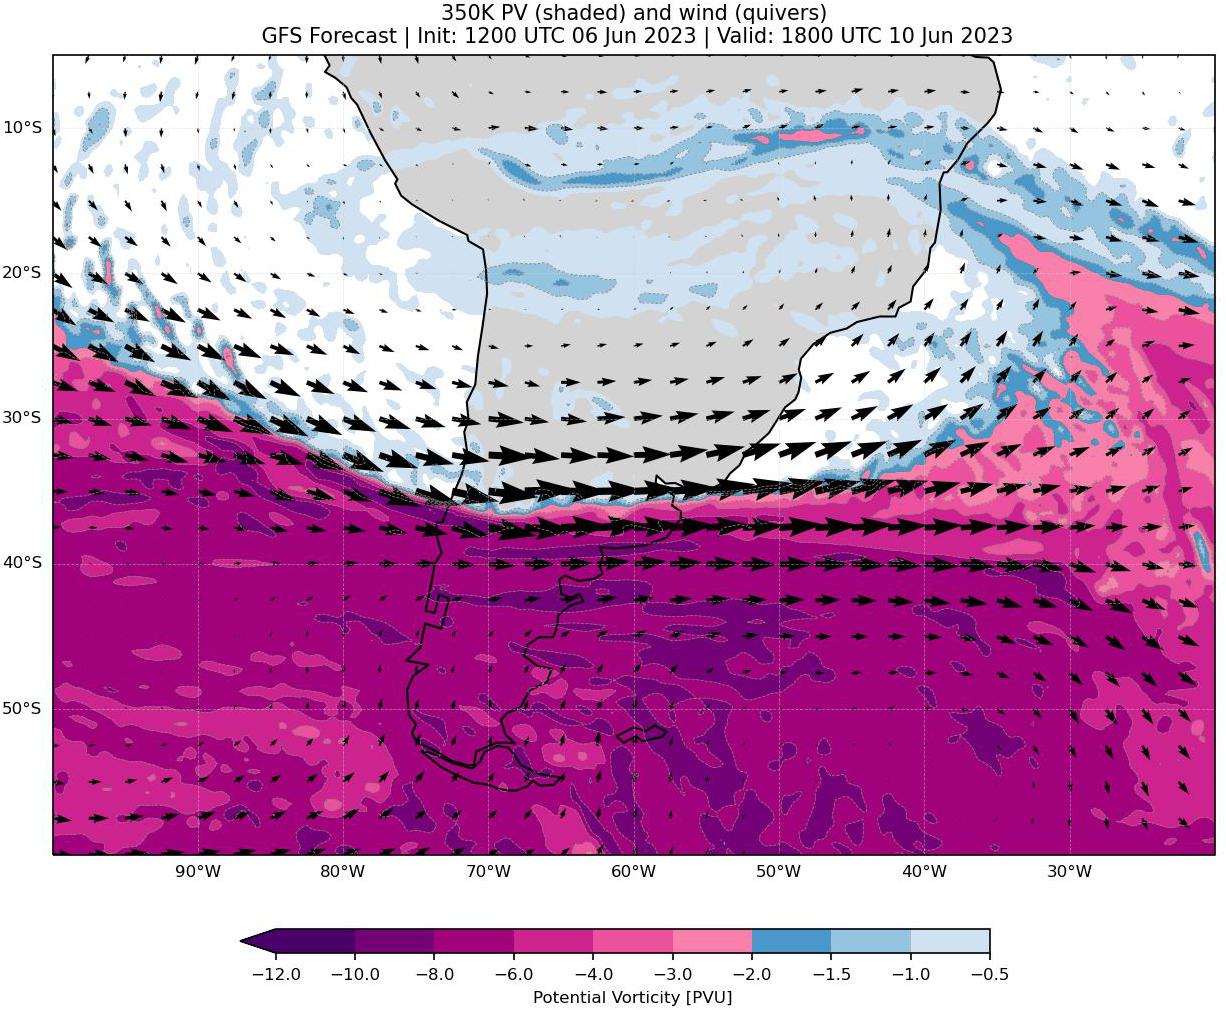 350K PV (shaded) and wind (quivers)
GFS Forecast | Init: 1200 UTC 06 Jun 2023 | Valid: 1800 UTC 10 Jun 2023
10°S
20°S
30°S
40°S
50°S
90°W 80°W 70°W 60°W 50°W 40°W 30°W
−12.0 −10.0 −8.0 −6.0 −4.0 −3.0 −2.0 −1.5 −1.0 −0.5
Potential Vorticity [PVU]